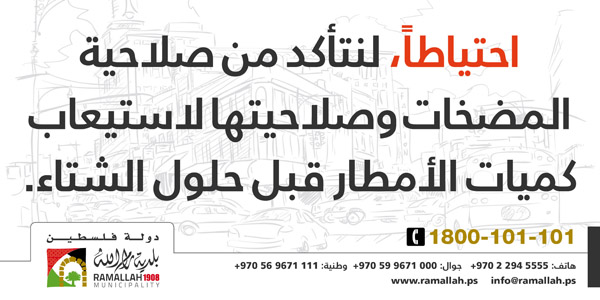 احتياطاً، لنتأكد من صلاحية
المضخات وصلاحيتها لاستيعاب
كميات الأمطار قبل حلول الشتاء.
1800-101-101
دولة فلسطين
بلدية رام الله
RAMALLAH 1908
MUNICIPALITY
هاتف: 5555 294 2 970+ جوال: 000 9671 59 970+ وطنية: 111 9671 56 970+
www.ramallah.ps info@ramallah.ps